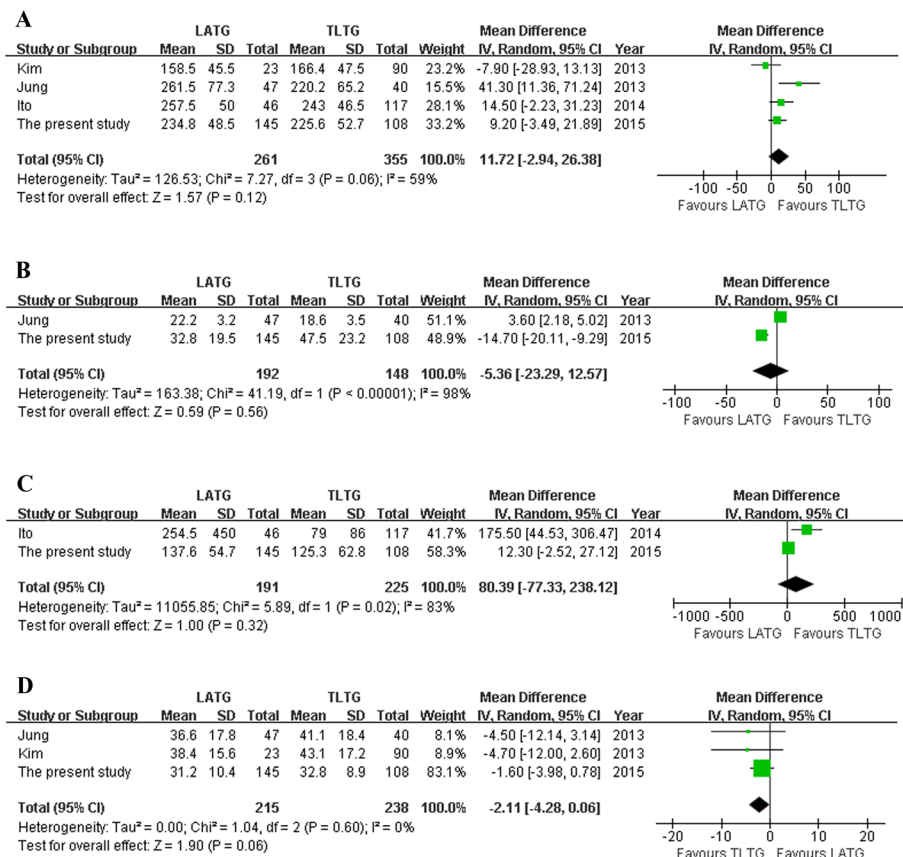 A
LATG TLTG Mean Difference Mean Difference
Study or Subgroup Mean SD Total Mean SD Total Weight IV, Random, 95% CI Year IV, Random, 95% CI
Kim 158.5 45.5 23 166.4 47.5 90 23.2% -7.90 [-28.93, 13.13] 2013
Jung 261.5 77.3 47 220.2 65.2 40 15.5% 41.30 [11.36, 71.24] 2013
Ito 257.5 50 46 243 46.5 117 28.1% 14.50 [-2.23, 31.23] 2014
The present study 234.8 48.5 145 225.6 52.7 108 33.2% 9.20 [-3.49, 21.89] 2015
Total (95% CI) 261 355 100.0% 11.72 [-2.94, 26.38]
Heterogeneity: Tau² = 126.53; Chi² = 7.27, df = 3 (P = 0.06); I² = 59%
Test for overall effect: Z = 1.57 (P = 0.12)
-100 -50 0 50 100
Favours LATG Favours TLTG
B
LATG TLTG Mean Difference Mean Difference
Study or Subgroup Mean SD Total Mean SD Total Weight IV, Random, 95% CI Year IV, Random, 95% CI
Jung 22.2 3.2 47 18.6 3.5 40 51.1% 3.60 [2.18, 5.02] 2013
The present study 32.8 19.5 145 47.5 23.2 108 48.9% -14.70 [-20.11, -9.29] 2015
Total (95% CI) 192 148 100.0% -5.36 [-23.29, 12.57]
Heterogeneity: Tau² = 163.38; Chi² = 41.19, df = 1 (P < 0.00001); I² = 98%
Test for overall effect: Z = 0.59 (P = 0.56)
-100 -50 0 50 100
Favours LATG Favours TLTG
C
LATG TLTG Mean Difference Mean Difference
Study or Subgroup Mean SD Total Mean SD Total Weight IV, Random, 95% CI Year IV, Random, 95% CI
Ito 254.5 450 46 79 86 117 41.7% 175.50 [44.53, 306.47] 2014
The present study 137.6 54.7 145 125.3 62.8 108 58.3% 12.30 [-2.52, 27.12] 2015
Total (95% CI) 191 225 100.0% 80.39 [-77.33, 238.12]
Heterogeneity: Tau² = 11055.85; Chi² = 5.89, df = 1 (P = 0.02); I² = 83%
Test for overall effect: Z = 1.00 (P = 0.32)
-1000 -500 0 500 1000
Favours LATG Favours TLTG
D
LATG TLTG Mean Difference Mean Difference
Study or Subgroup Mean SD Total Mean SD Total Weight IV, Random, 95% CI Year IV, Random, 95% CI
Jung 36.6 17.8 47 41.1 18.4 40 8.1% -4.50 [-12.14, 3.14] 2013
Kim 38.4 15.6 23 43.1 17.2 90 8.9% -4.70 [-12.00, 2.60] 2013
The present study 31.2 10.4 145 32.8 8.9 108 83.1% -1.60 [-3.98, 0.78] 2015
Total (95% CI) 215 238 100.0% -2.11 [-4.28, 0.06]
Heterogeneity: Tau² = 0.00; Chi² = 1.04, df = 2 (P = 0.60); I² = 0%
Test for overall effect: Z = 1.90 (P = 0.06)
-20 -10 0 10 20
Favours TLTG Favours LATG